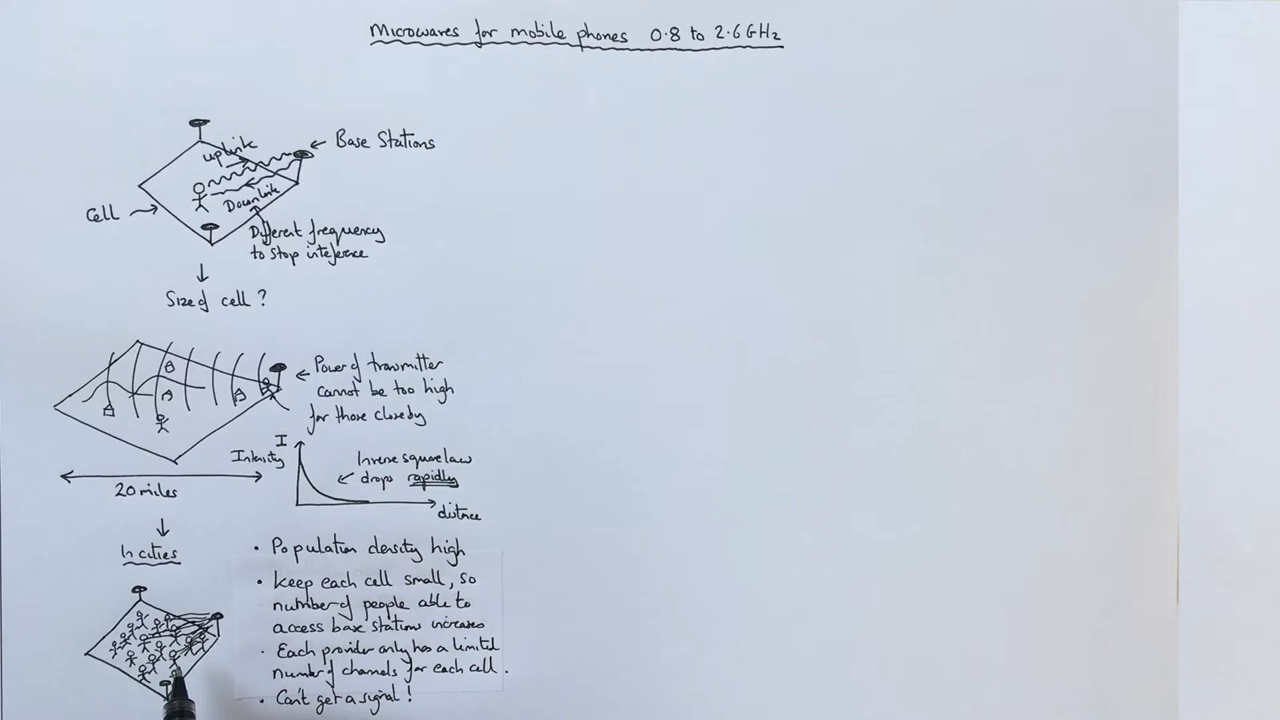 Microwaves for mobile phones 0.8 to 2.6 GHz
uplink
Base Stations
Downlink
Cell
Different frequency
to stop inteference
Size of cell ?
Power of transmitter
cannot be too high
for those closeby
20 miles
I
Intensity
Inverse square law
drops rapidly
distance
In cities
• Population density high
• keep each cell small, so
number of people able to
access base stations increases
• Each provider only has a limited
number of channels for each cell.
• Can't get a signal !